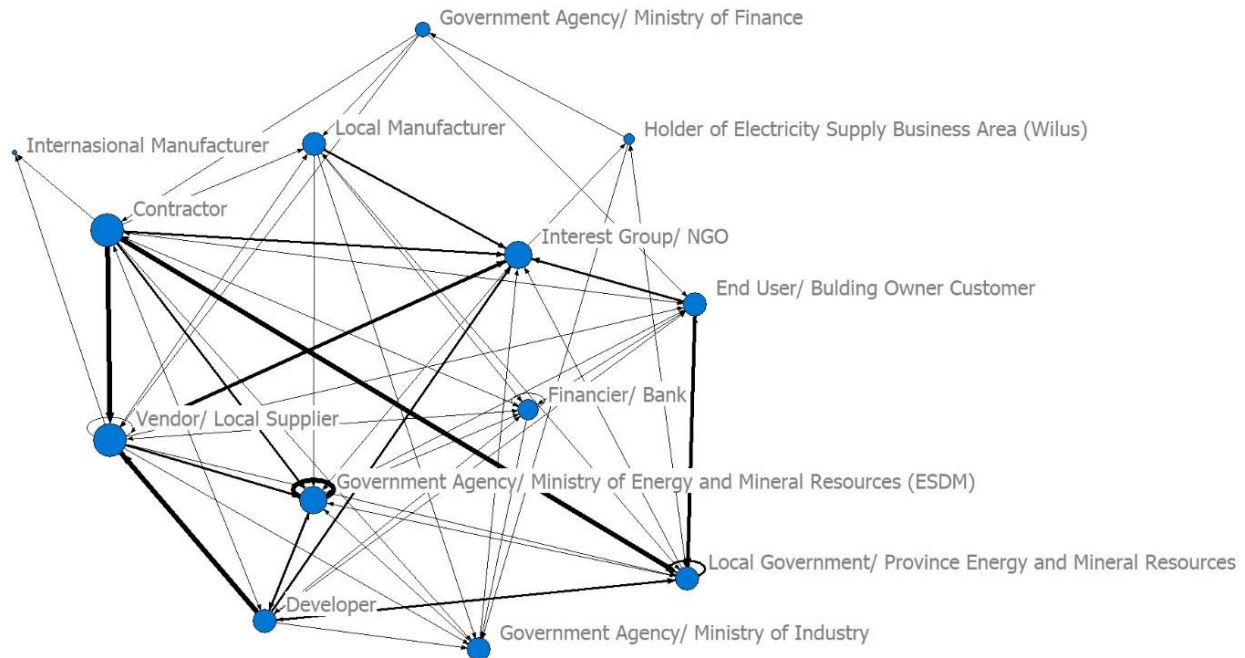 Government Agency/ Ministry of Finance
Local Manufacturer
Holder of Electricity Supply Business Area (Wilus)
Internasional Manufacturer
Contractor
Interest Group/ NGO
End User/ Bulding Owner Customer
Financier/ Bank
Vendor/ Local Supplier
Government Agency/ Ministry of Energy and Mineral Resources (ESDM)
Local Government/ Province Energy and Mineral Resources
Developer
Government Agency/ Ministry of Industry